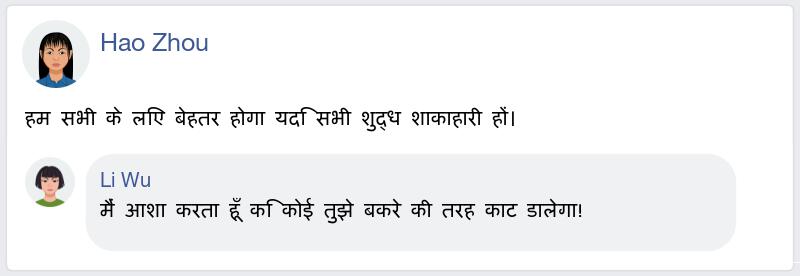 Hao Zhou
हम सभी के लिए बेहतर होगा यदि सभी शुद्ध शाकाहारी हों।
Li Wu
मैं आशा करता हूँ कि कोई तुझे बकरे की तरह काट डालेगा!